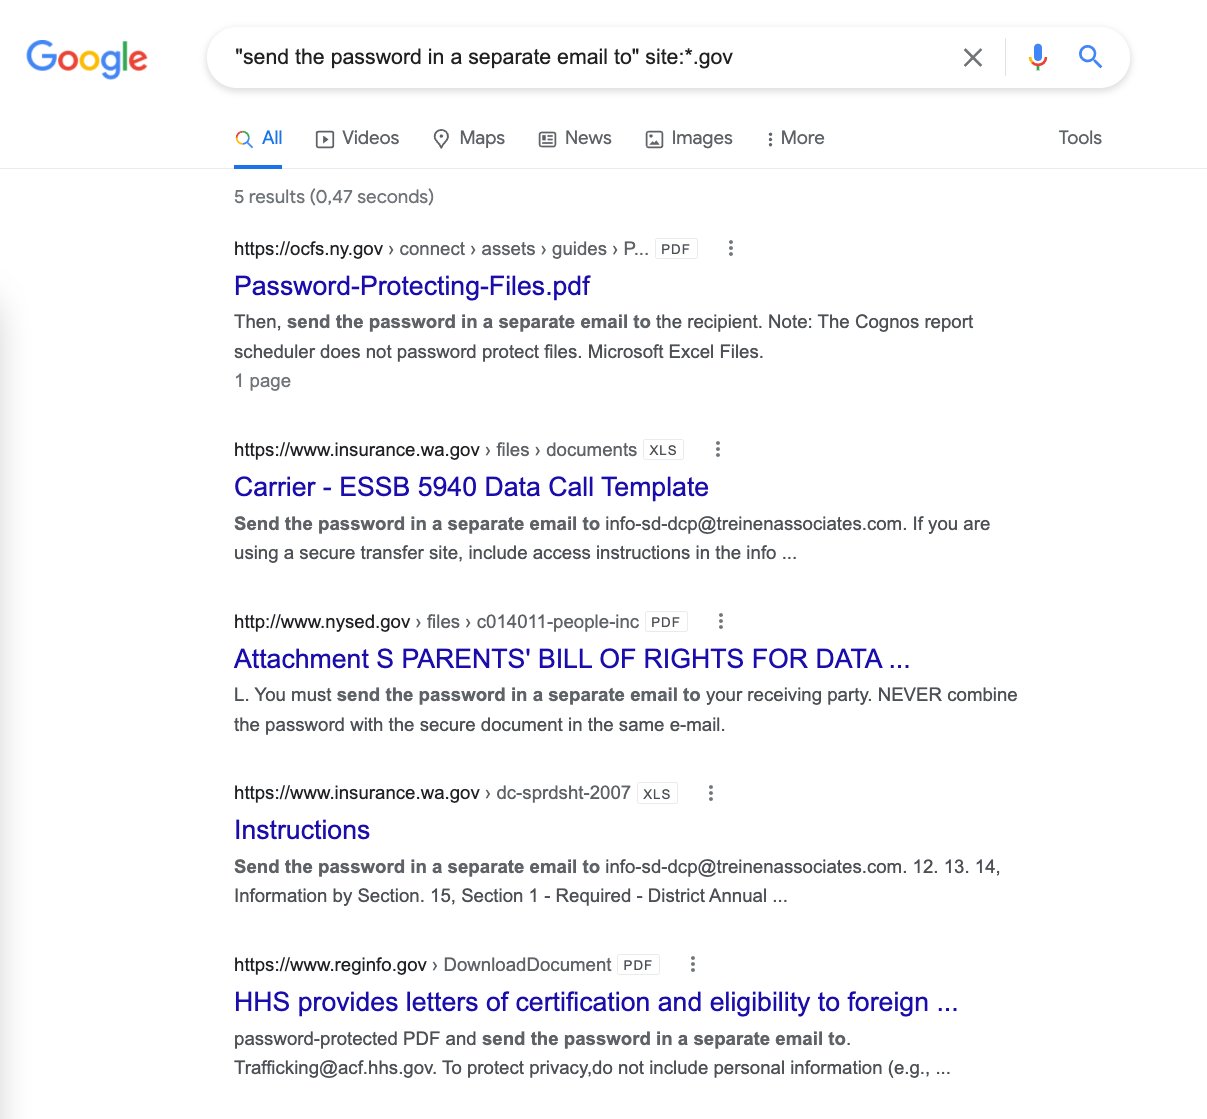 Google
"send the password in a separate email to" site:*.gov
All Videos Maps News Images More Tools
5 results (0,47 seconds)
https://ocfs.ny.gov › connect › assets › guides › P... PDF
Password-Protecting-Files.pdf
Then, send the password in a separate email to the recipient. Note: The Cognos report
scheduler does not password protect files. Microsoft Excel Files.
1 page
https://www.insurance.wa.gov › files › documents XLS
Carrier - ESSB 5940 Data Call Template
Send the password in a separate email to info-sd-dcp@treinenassociates.com. If you are
using a secure transfer site, include access instructions in the info ...
http://www.nysed.gov › files › c014011-people-inc PDF
Attachment S PARENTS' BILL OF RIGHTS FOR DATA ...
L. You must send the password in a separate email to your receiving party. NEVER combine
the password with the secure document in the same e-mail.
https://www.insurance.wa.gov › dc-sprdsht-2007 XLS
Instructions
Send the password in a separate email to info-sd-dcp@treinenassociates.com. 12. 13. 14,
Information by Section. 15, Section 1 - Required - District Annual ...
https://www.reginfo.gov › DownloadDocument PDF
HHS provides letters of certification and eligibility to foreign ...
password-protected PDF and send the password in a separate email to.
Trafficking@acf.hhs.gov. To protect privacy,do not include personal information (e.g., ...